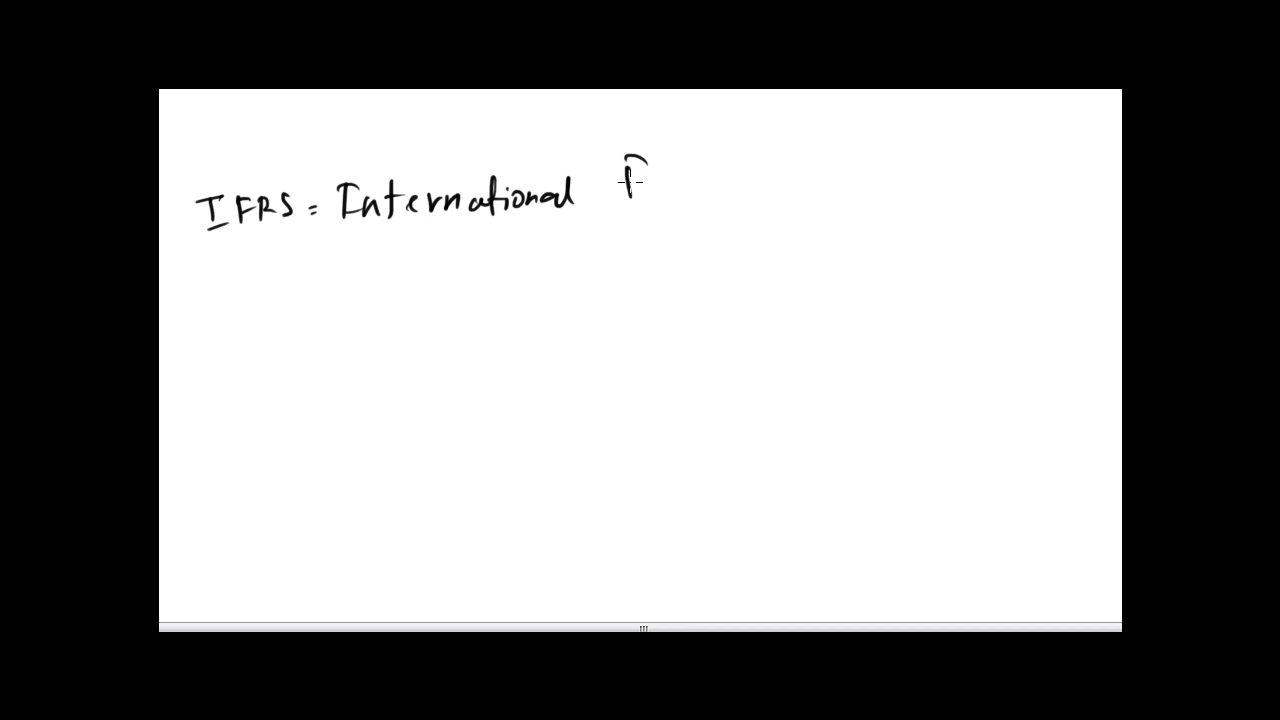 IFRS = International F